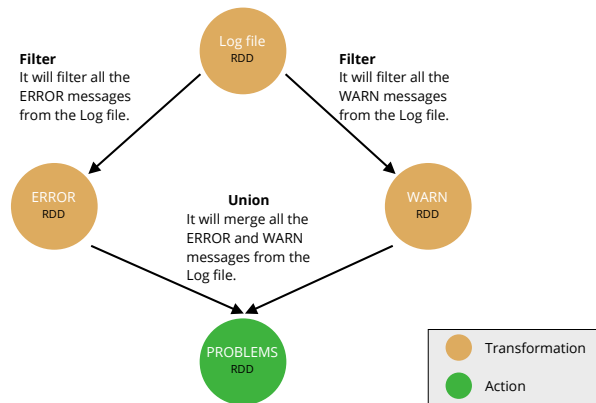 Log file
RDD
Filter
It will filter all the
ERROR messages
from the Log file.
Filter
It will filter all the
WARN messages
from the Log file.
ERROR
RDD
Union
It will merge all the
ERROR and WARN
messages from the
Log file.
WARN
RDD
PROBLEMS
RDD
Transformation
Action